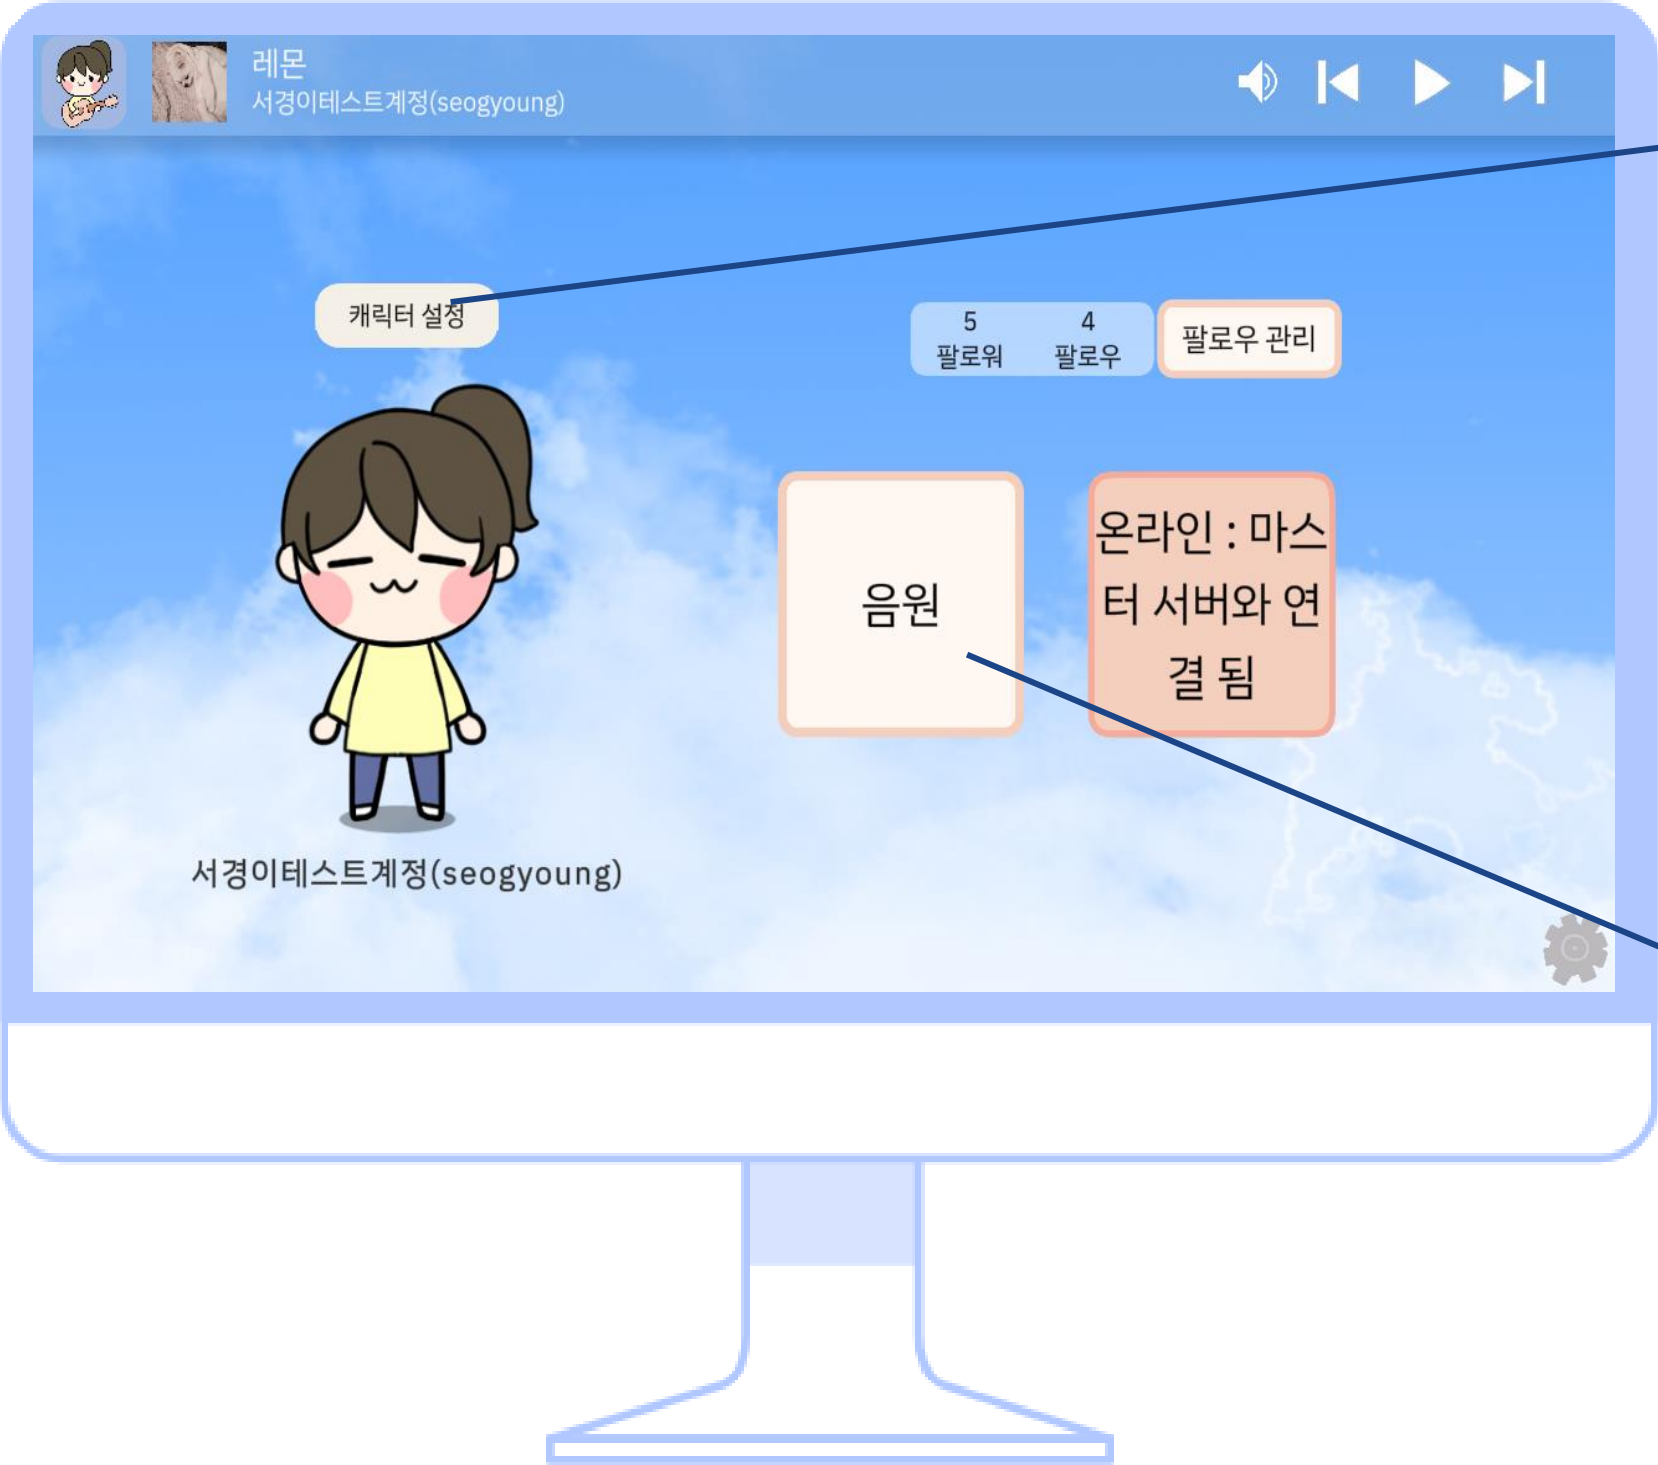 레몬
서경이테스트계정(seogyoung)
캐릭터 설정
5
팔로워
4
팔로우
팔로우 관리
음원
온라인 : 마스
터 서버와 연
결 됨
서경이테스트계정(seogyoung)